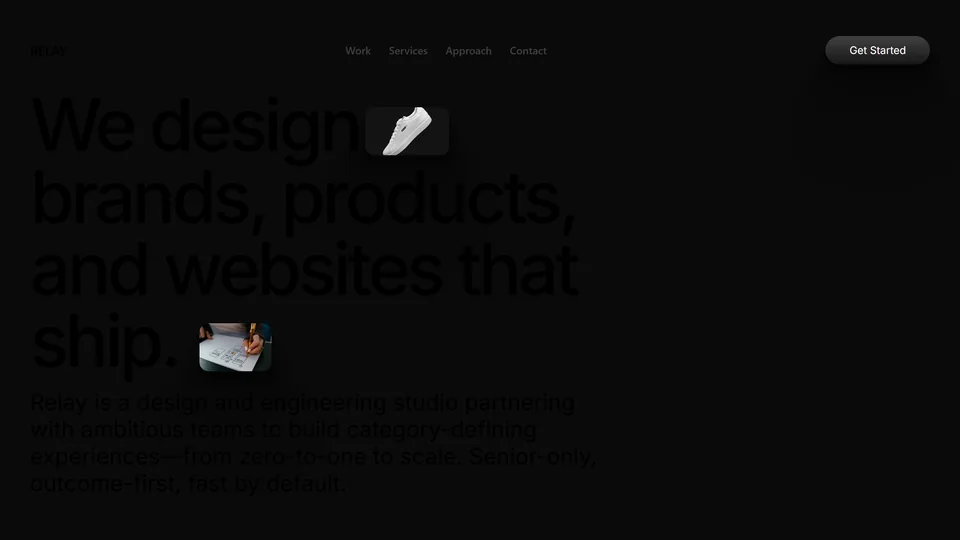 RELAY
Work Services Approach Contact
Get Started
We design
brands, products,
and websites that
ship.
Relay is a design and engineering studio partnering
with ambitious teams to build category-defining
experiences—from zero-to-one to scale. Senior-only,
outcome-first, fast by default.